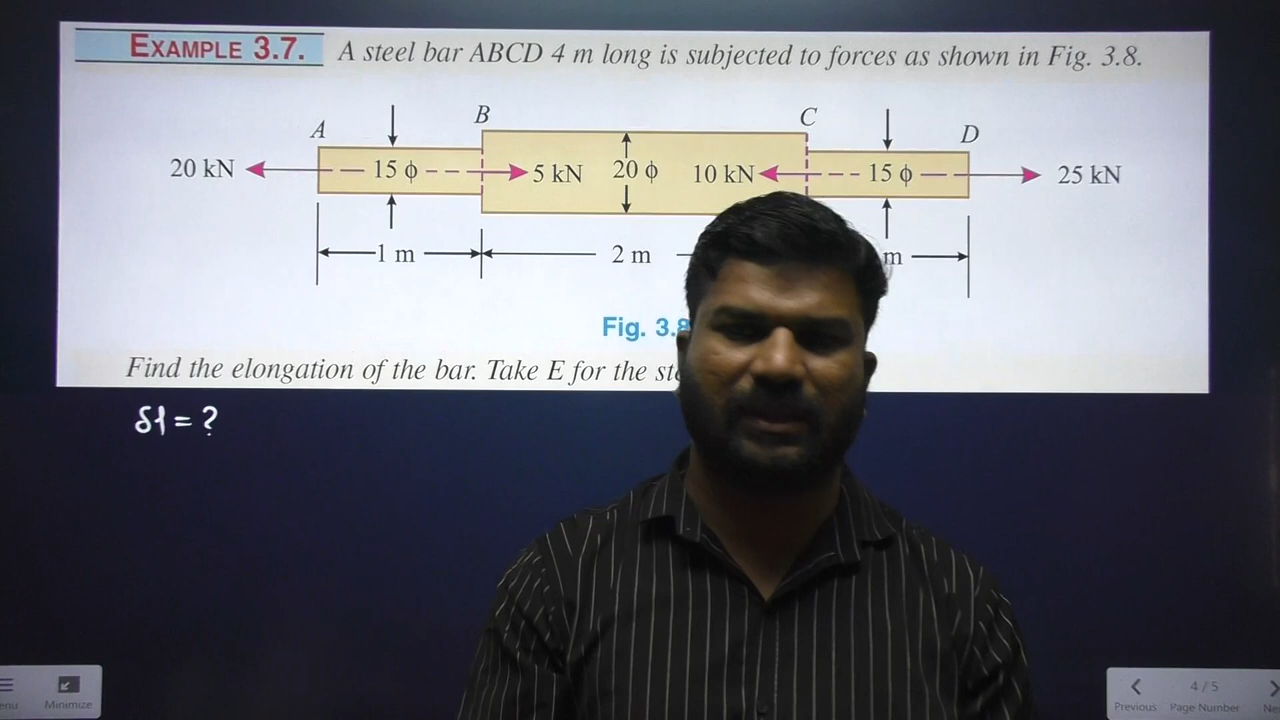 EXAMPLE 3.7. A steel bar ABCD 4 m long is subjected to forces as shown in Fig. 3.8.
A B C D
20 kN 15 ϕ 5 kN 20 ϕ 10 kN 15 ϕ 25 kN
1 m 2 m m
Fig. 3.8
Find the elongation of the bar. Take E for the
δl = ?
Minimize
4 / 5
Previous Page Number